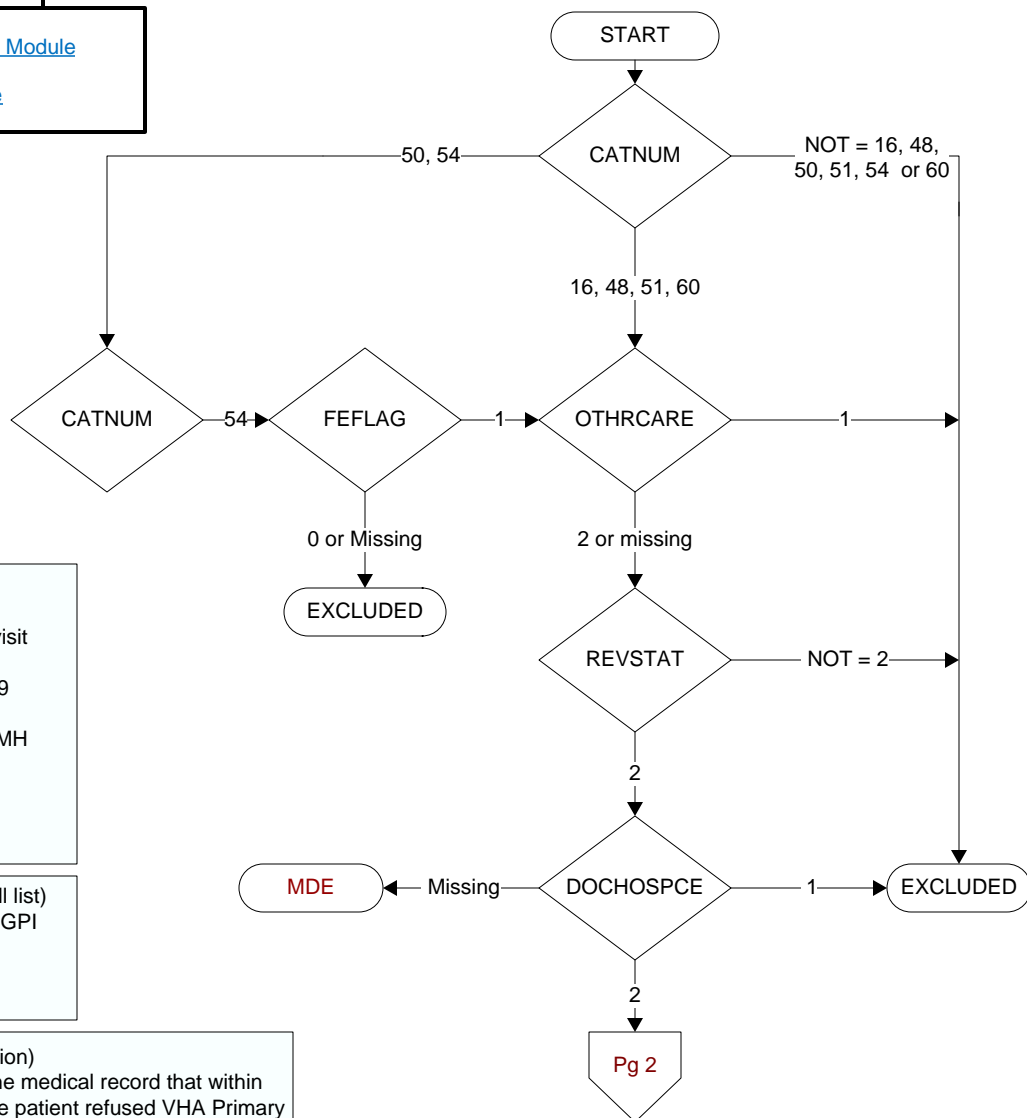 Module
START
CATNUM
50, 54
NOT = 16, 48,
50, 51, 54 or 60
16, 48, 51, 60
CATNUM
54
FEFLAG
1
OTHRCARE
1
0 or Missing
2 or missing
EXCLUDED
REVSTAT
NOT = 2
2
MDE
Missing
DOCHOSPCE
1
EXCLUDED
2
Pg 2
visit
9
MH
ll list)
GPI
ion)
ne medical record that within
e patient refused VHA Primary